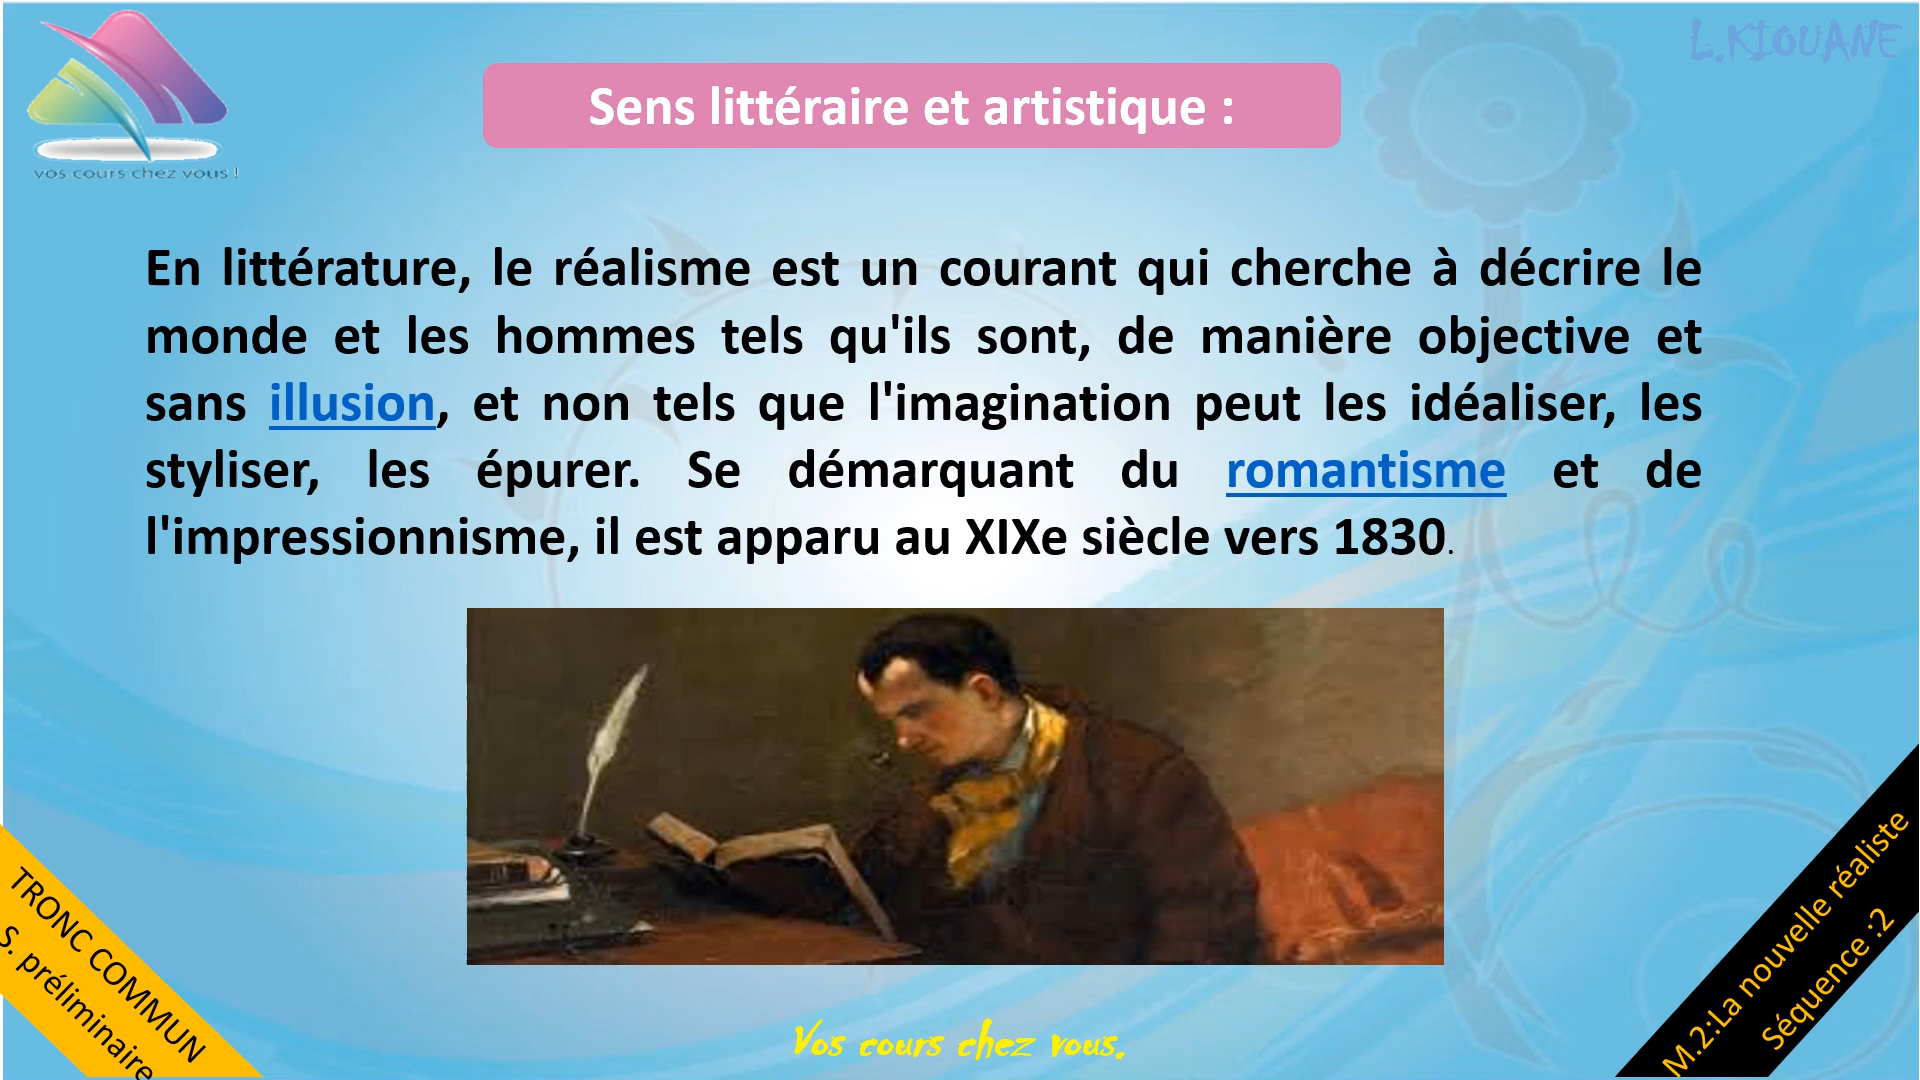 L.KIOUANE
vos cours chez vous !
Sens littéraire et artistique :
En littérature, le réalisme est un courant qui cherche à décrire le
monde et les hommes tels qu'ils sont, de manière objective et
sans illusion, et non tels que l'imagination peut les idéaliser, les
styliser, les épurer. Se démarquant du romantisme et de
l'impressionnisme, il est apparu au XIXe siècle vers 1830.
TRONC COMMUN
S. préliminaire
M.2:La nouvelle réaliste
Séquence :2
Vos cours chez vous.